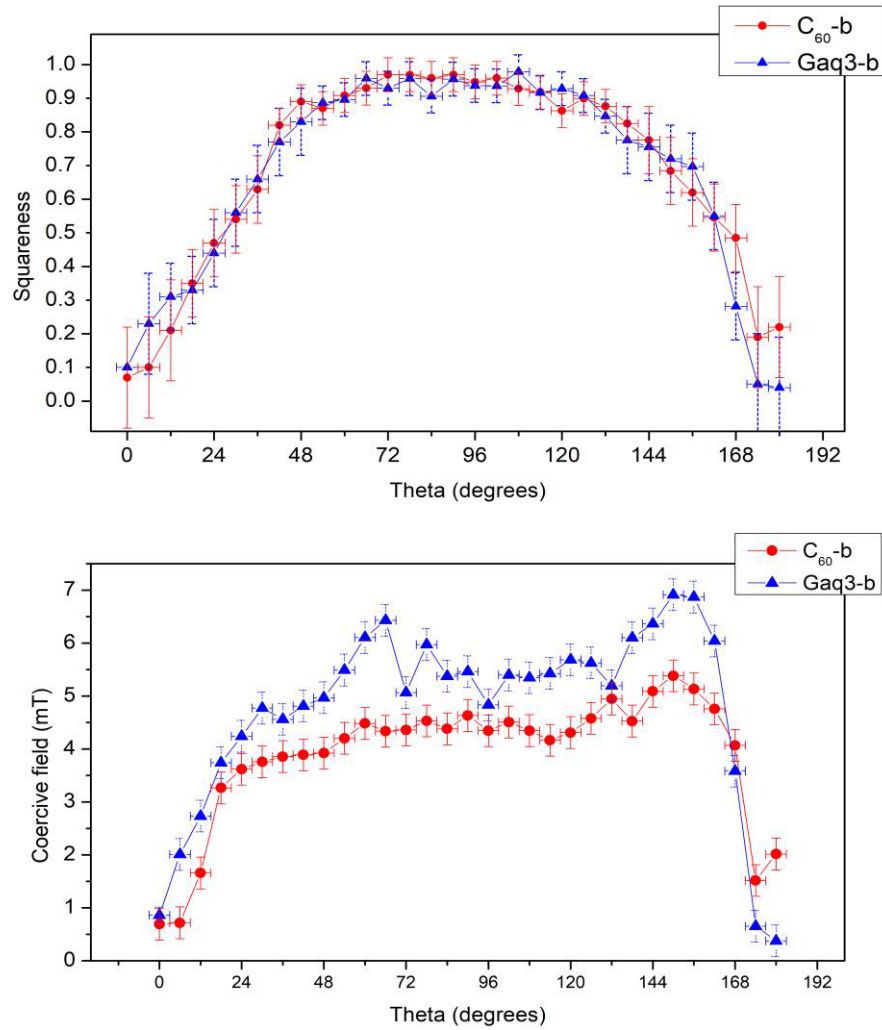 C₆₀-b
Gaq3-b
1.0
0.9
0.8
0.7
0.6
0.5
0.4
0.3
0.2
0.1
0.0
Squareness
0 24 48 72 96 120 144 168 192
Theta (degrees)
C₆₀-b
Gaq3-b
7
6
5
4
3
2
1
0
Coercive field (mT)
0 24 48 72 96 120 144 168 192
Theta (degrees)